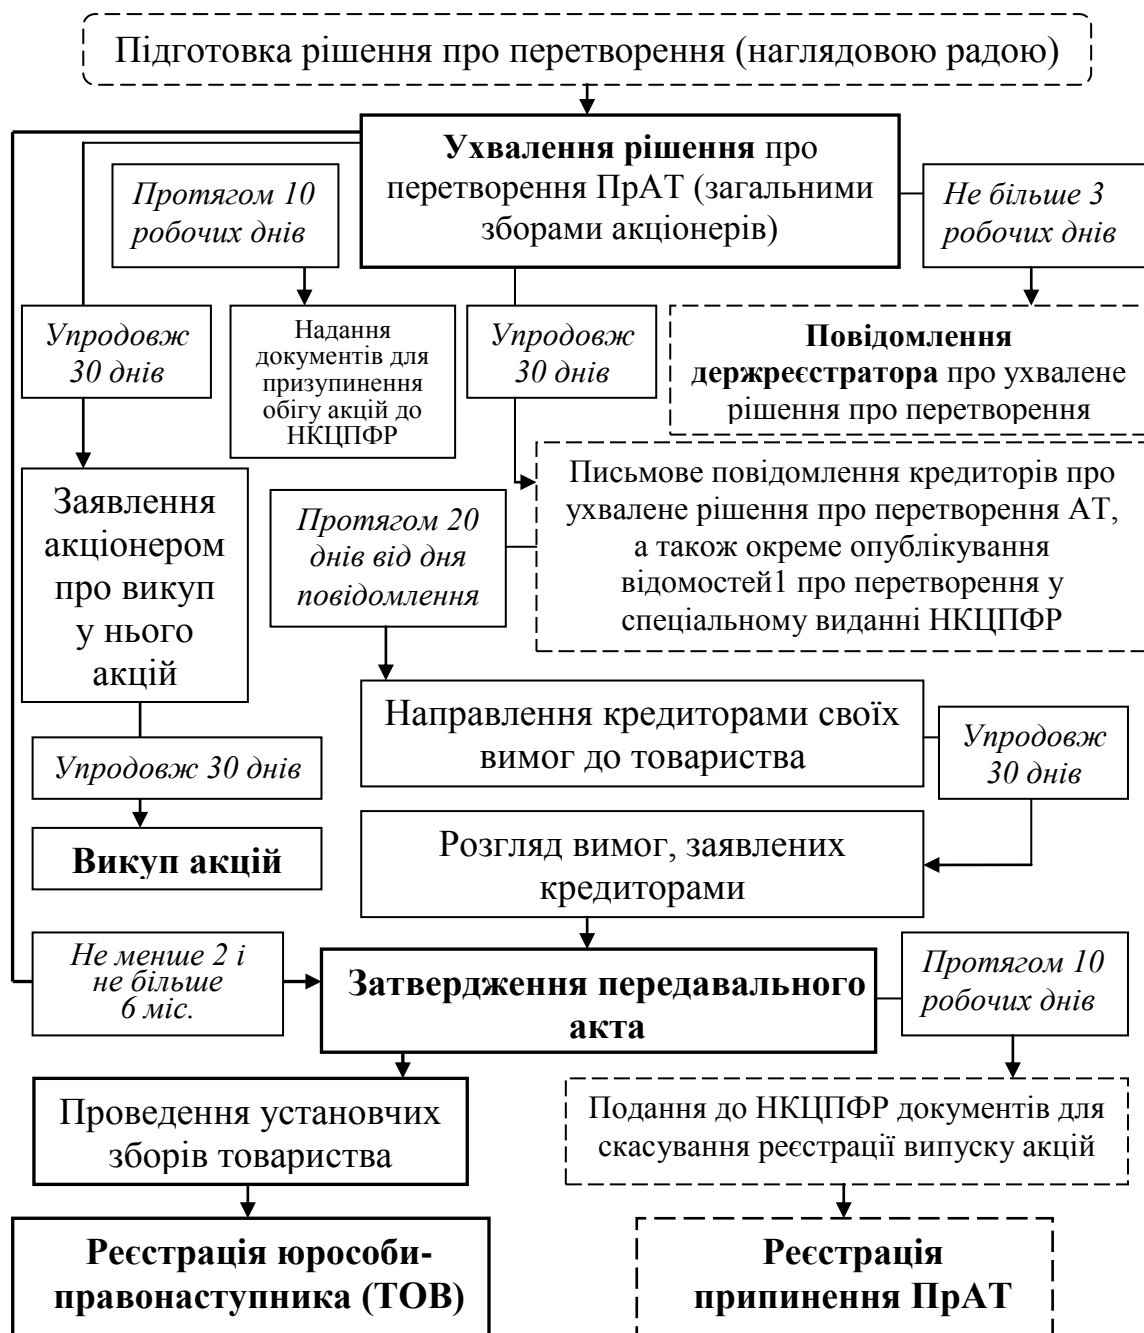 Підготовка рішення про перетворення (наглядовою радою)
Ухвалення рішення про
перетворення ПрАТ (загальними
зборами акціонерів)
Протягом 10
робочих днів
Не більше 3
робочих днів
Упродовж
30 днів
Надання
документів для
призупинення
обігу акцій до
НКЦПФР
Упродовж
30 днів
Повідомлення
держреєстратора про ухвалене
рішення про перетворення
Заявлення
акціонером
про викуп
у нього
акцій
Протягом 20
днів від дня
повідомлення
Письмове повідомлення кредиторів про
ухвалене рішення про перетворення АТ,
а також окреме опублікування
відомостей1 про перетворення у
спеціальному виданні НКЦПФР
Направлення кредиторами своїх
вимог до товариства
Упродовж
30 днів
Упродовж 30 днів
Викуп акцій
Розгляд вимог, заявлених
кредиторами
Не менше 2 і
не більше
6 міс.
Затвердження передавального
акта
Протягом 10
робочих днів
Проведення установчих
зборів товариства
Подання до НКЦПФР документів для
скасування реєстрації випуску акцій
Реєстрація юрособи-
правонаступника (ТОВ)
Реєстрація
припинення ПрАТ